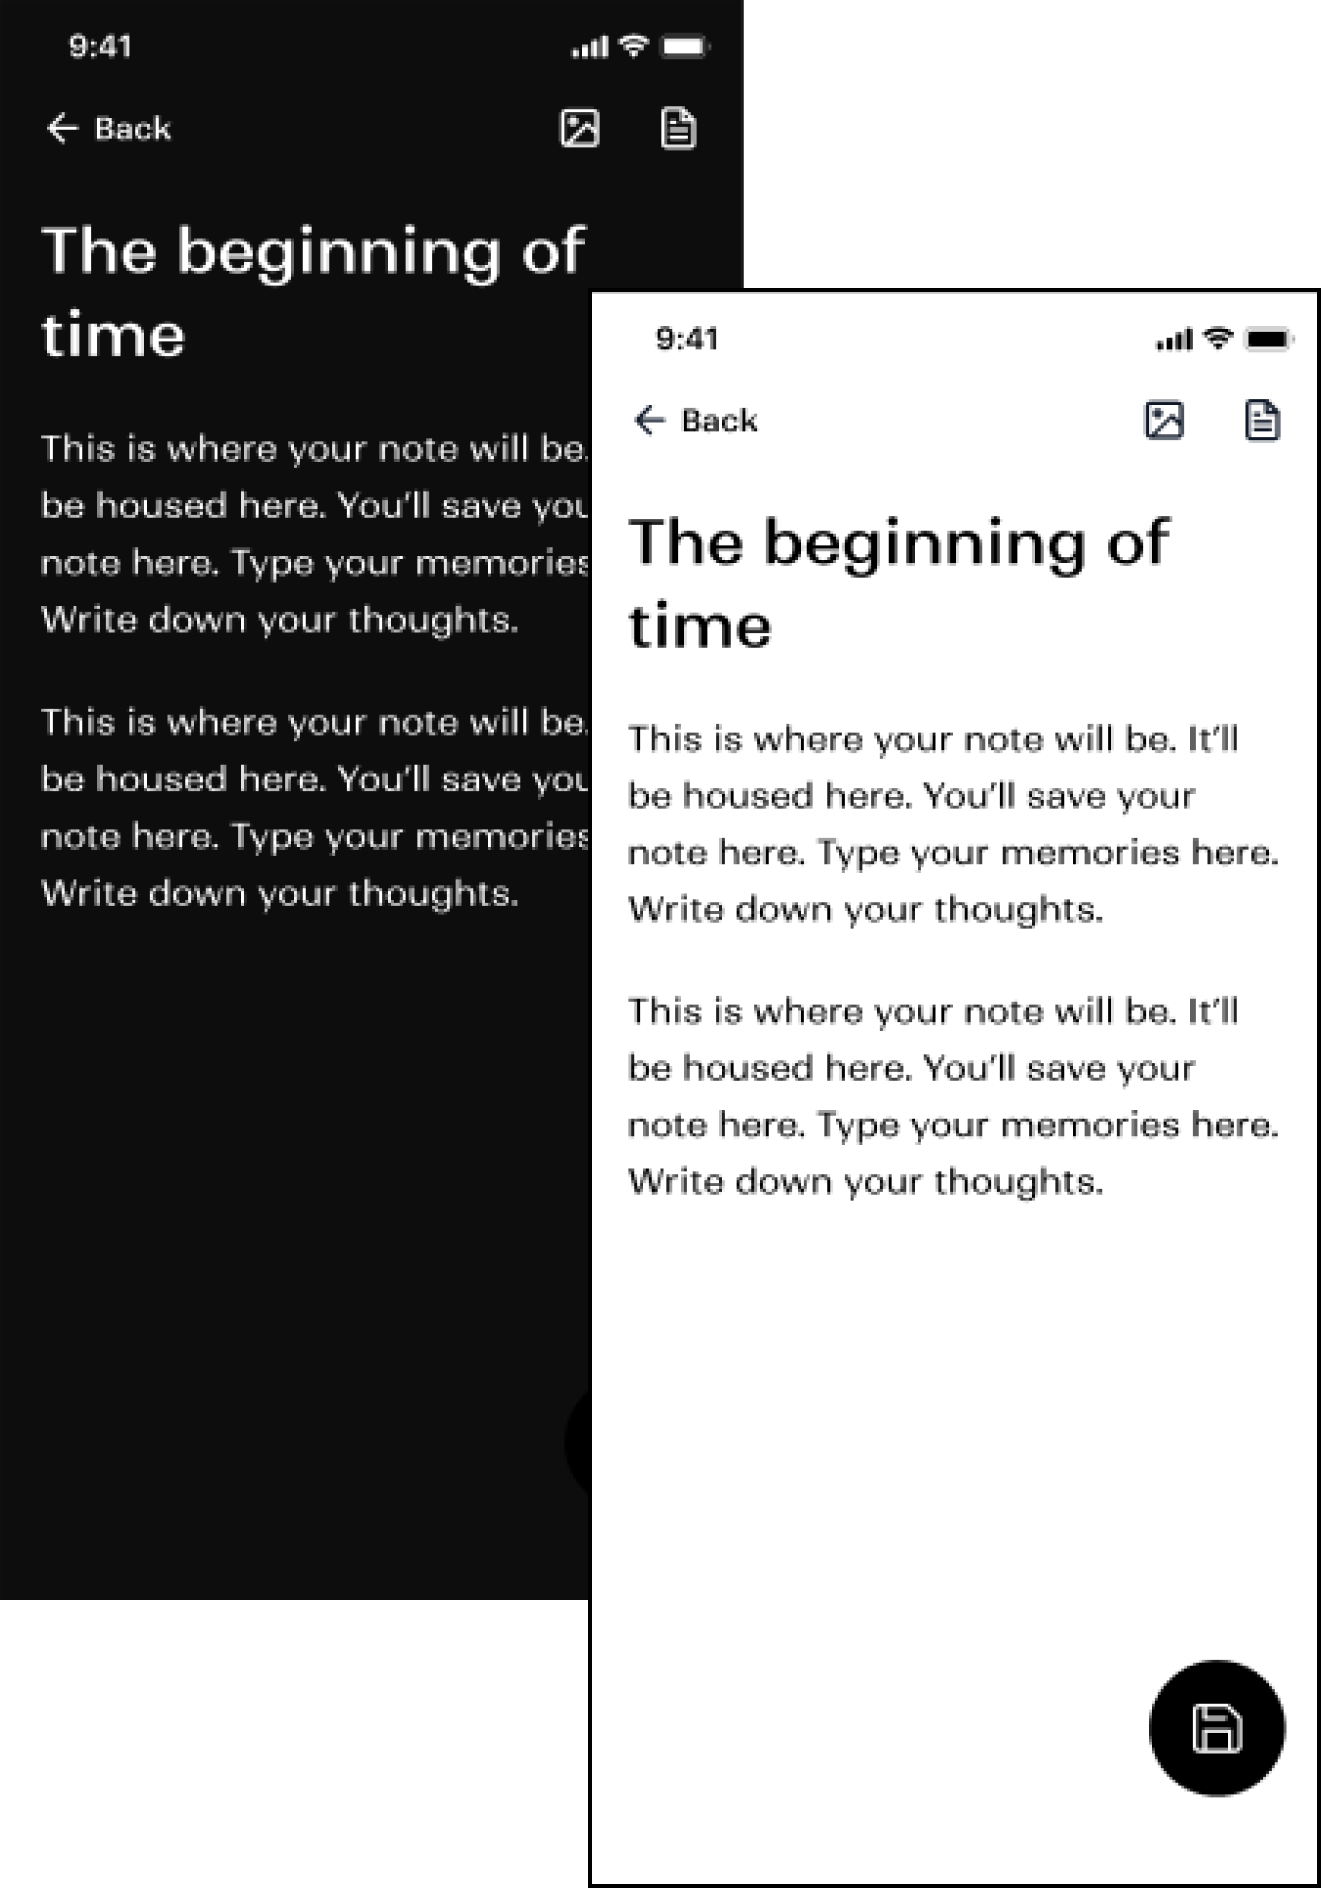 9:41
Back
The beginning of
time
This is where your note will be.
be housed here. You’ll save you
note here. Type your memories
Write down your thoughts.
This is where your note will be.
be housed here. You’ll save you
note here. Type your memories
Write down your thoughts.
9:41
Back
The beginning of
time
This is where your note will be. It’ll
be housed here. You’ll save your
note here. Type your memories here.
Write down your thoughts.
This is where your note will be. It’ll
be housed here. You’ll save your
note here. Type your memories here.
Write down your thoughts.